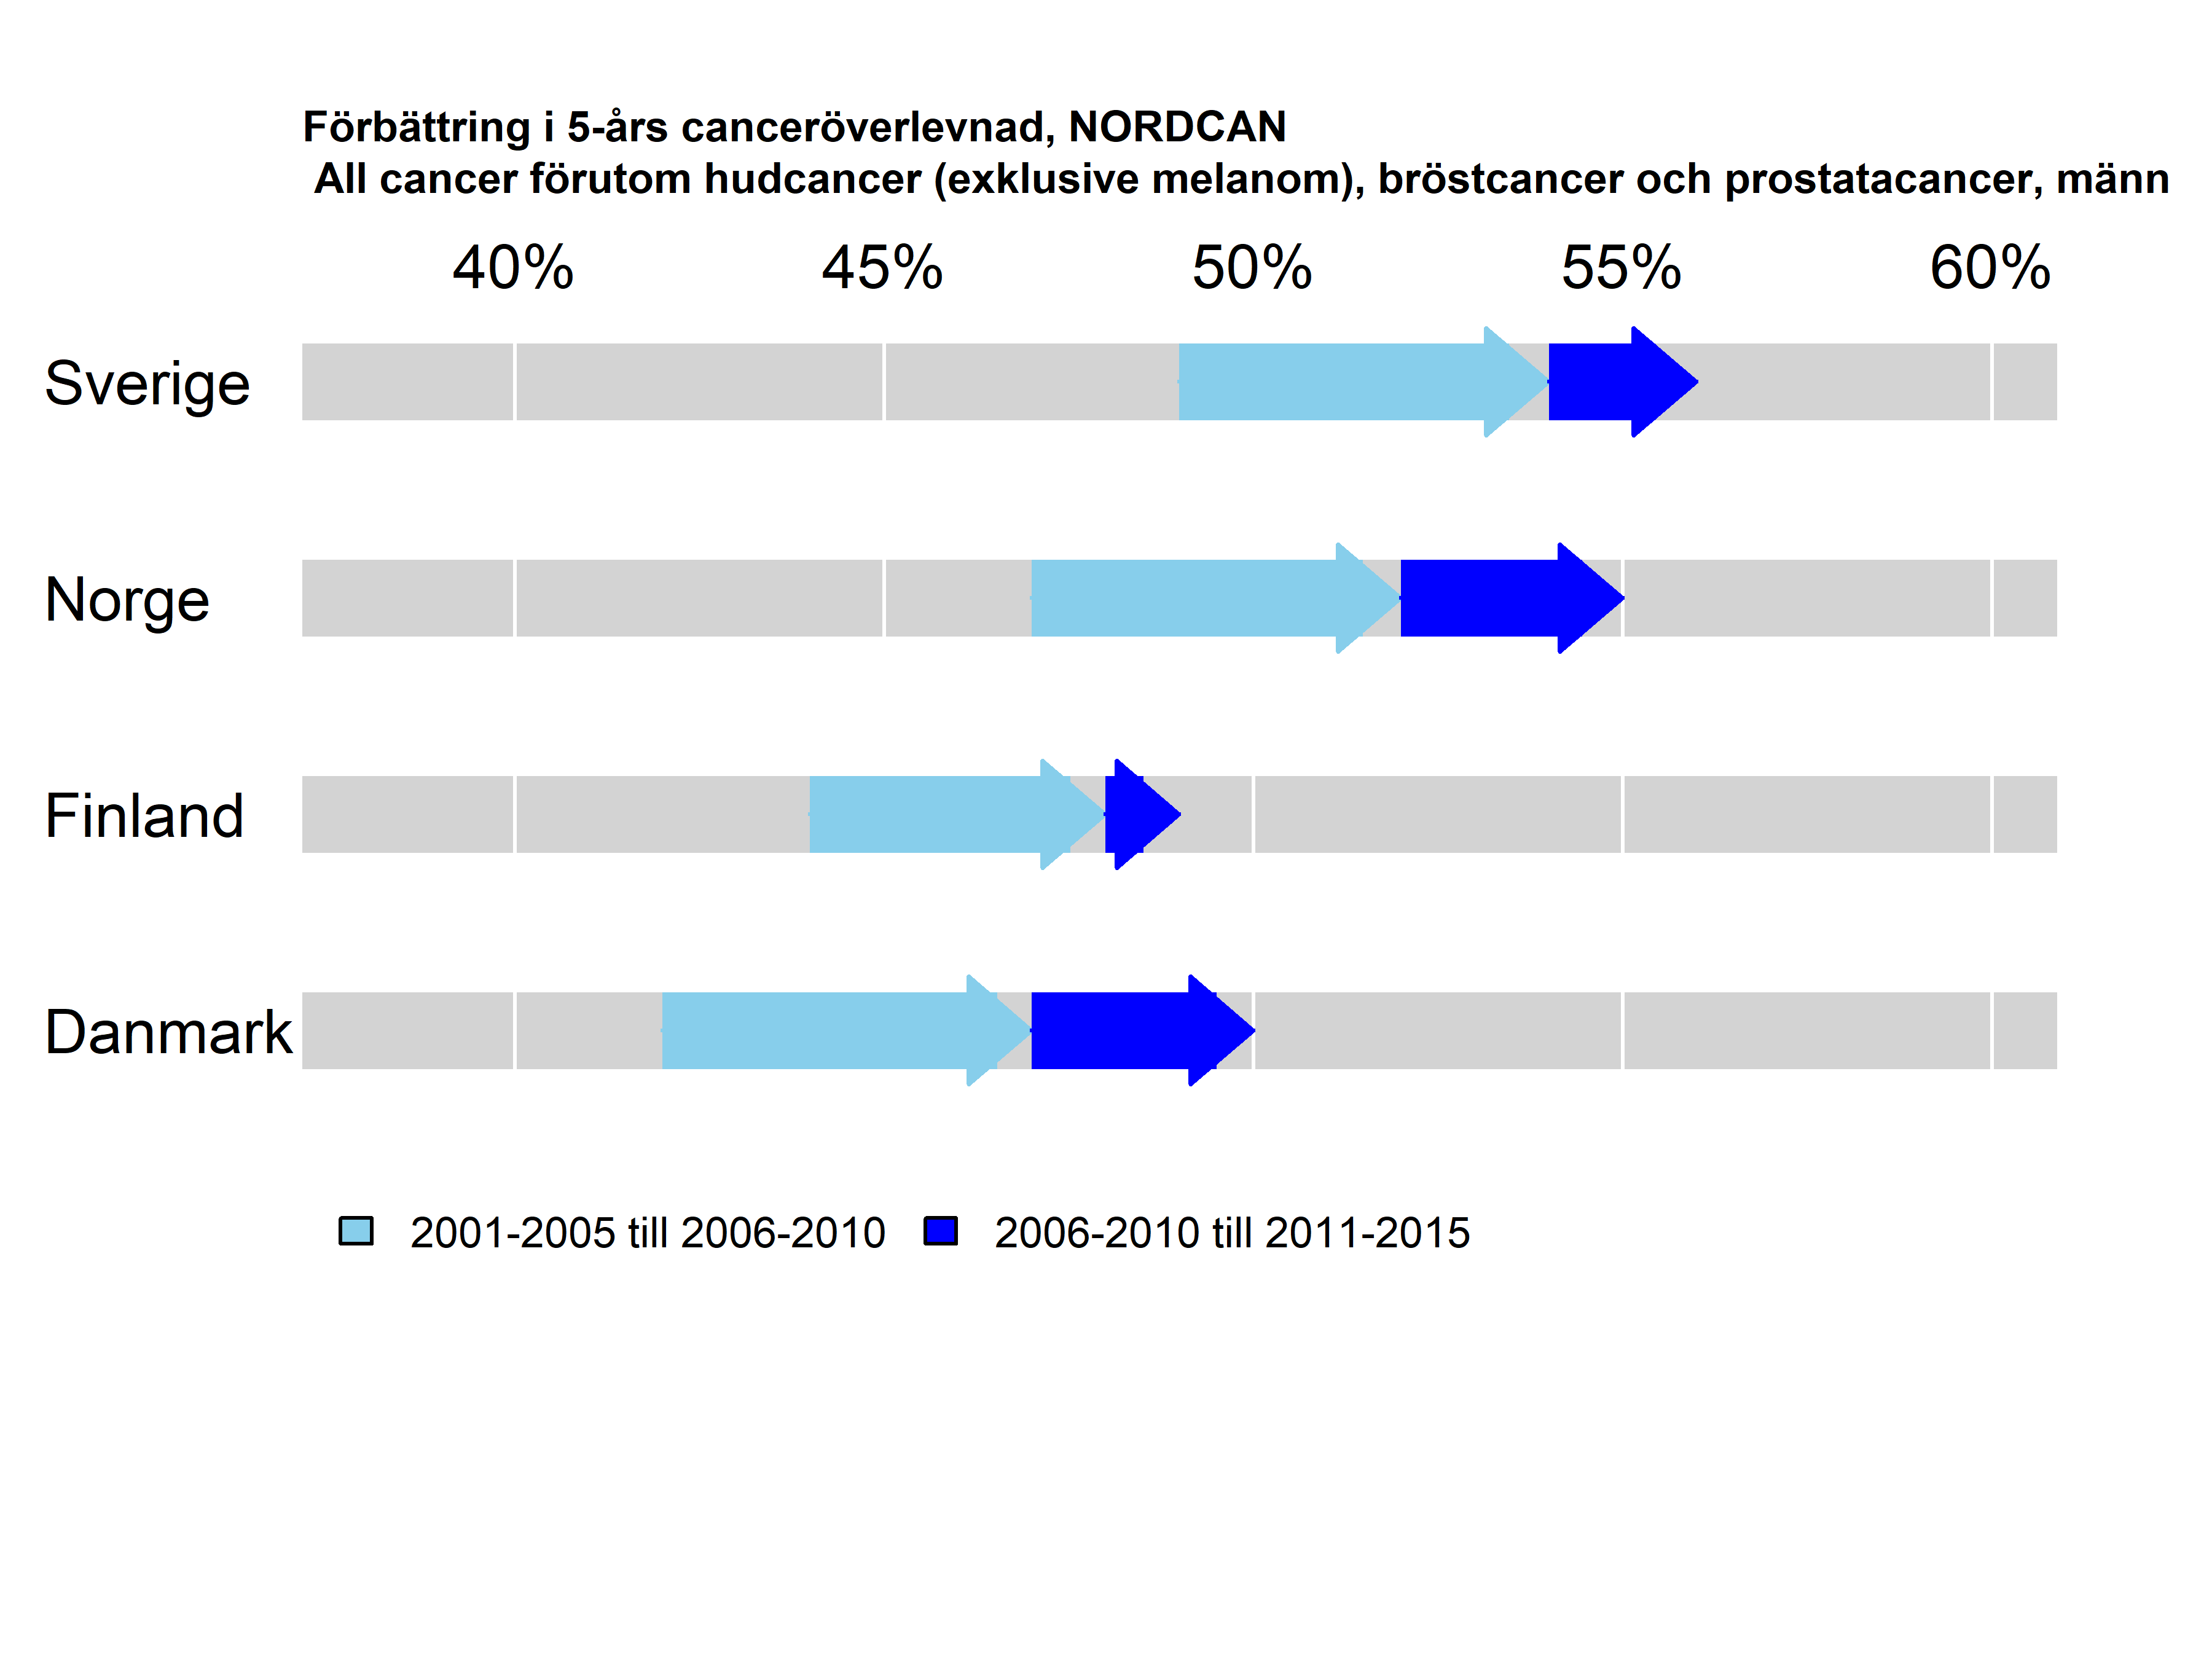 Förbättring i 5-års canceröverlevnad, NORDCAN
All cancer förutom hudcancer (exklusive melanom), bröstcancer och prostatacancer, männ
40% 45% 50% 55% 60%
Sverige
Norge
Finland
Danmark
2001-2005 till 2006-2010 2006-2010 till 2011-2015